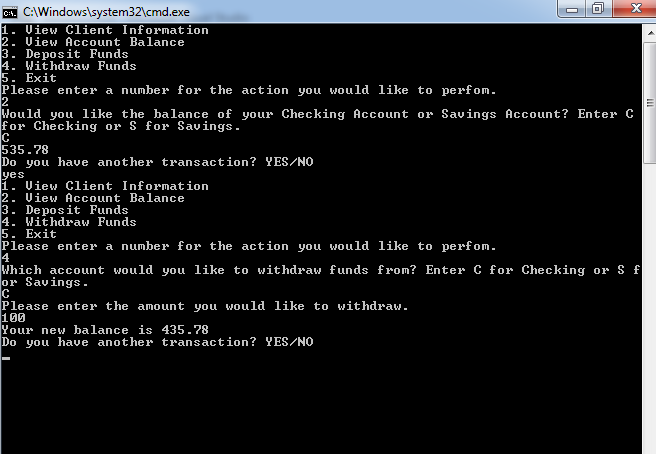 C:\Windows\system32\cmd.exe
1. View Client Information
2. View Account Balance
3. Deposit Funds
4. Withdraw Funds
5. Exit
Please enter a number for the action you would like to perfom.
2
Would you like the balance of your Checking Account or Savings Account? Enter C
for Checking or S for Savings.
C
535.78
Do you have another transaction? YES/NO
yes
1. View Client Information
2. View Account Balance
3. Deposit Funds
4. Withdraw Funds
5. Exit
Please enter a number for the action you would like to perfom.
4
Which account would you like to withdraw funds from? Enter C for Checking or S f
or Savings.
C
Please enter the amount you would like to withdraw.
100
Your new balance is 435.78
Do you have another transaction? YES/NO